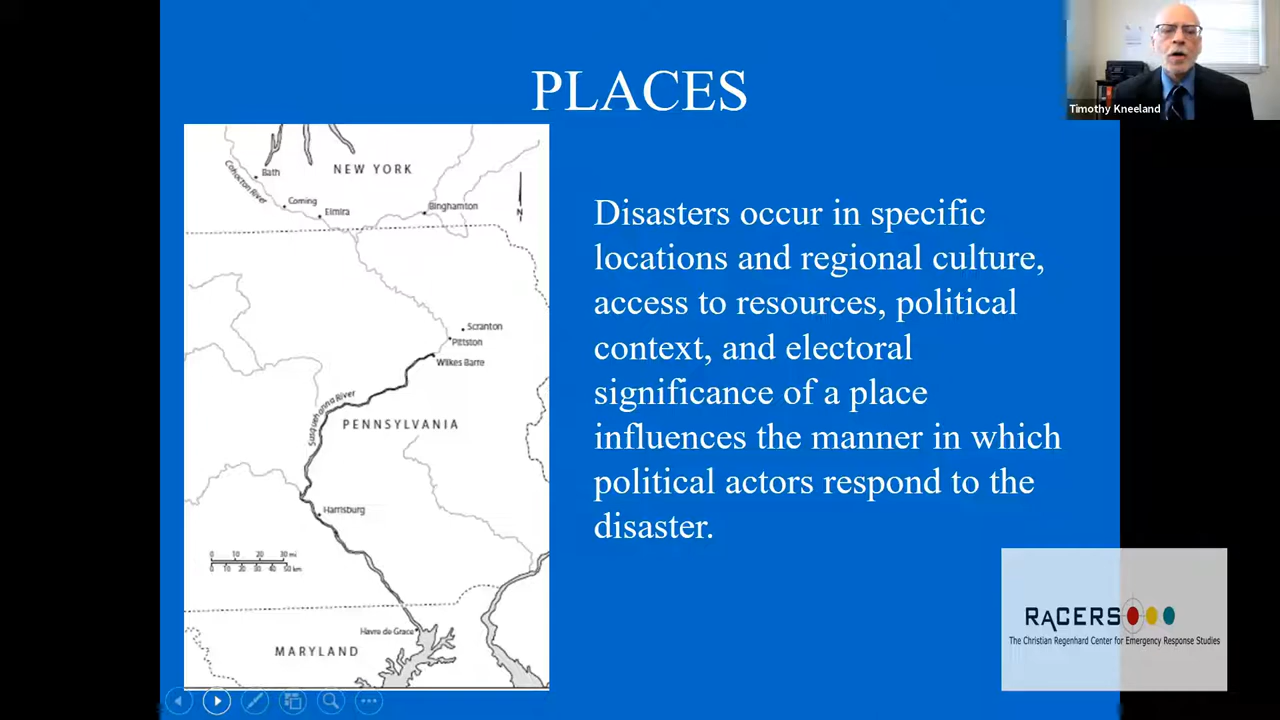 PLACES
Timothy Kneeland
Bath
NEW YORK
Cohocton River
Corning
Elmira
Binghamton
N
Scranton
Pittston
Wilkes Barre
Susquehanna River
PENNSYLVANIA
Harrisburg
0 10 20 30 mi
0 10 20 30 40 50 km
Havre de Grace
MARYLAND
Disasters occur in specific
locations and regional culture,
access to resources, political
context, and electoral
significance of a place
influences the manner in which
political actors respond to the
disaster.
RaCERS
The Christian Regenhard Center for Emergency Response Studies